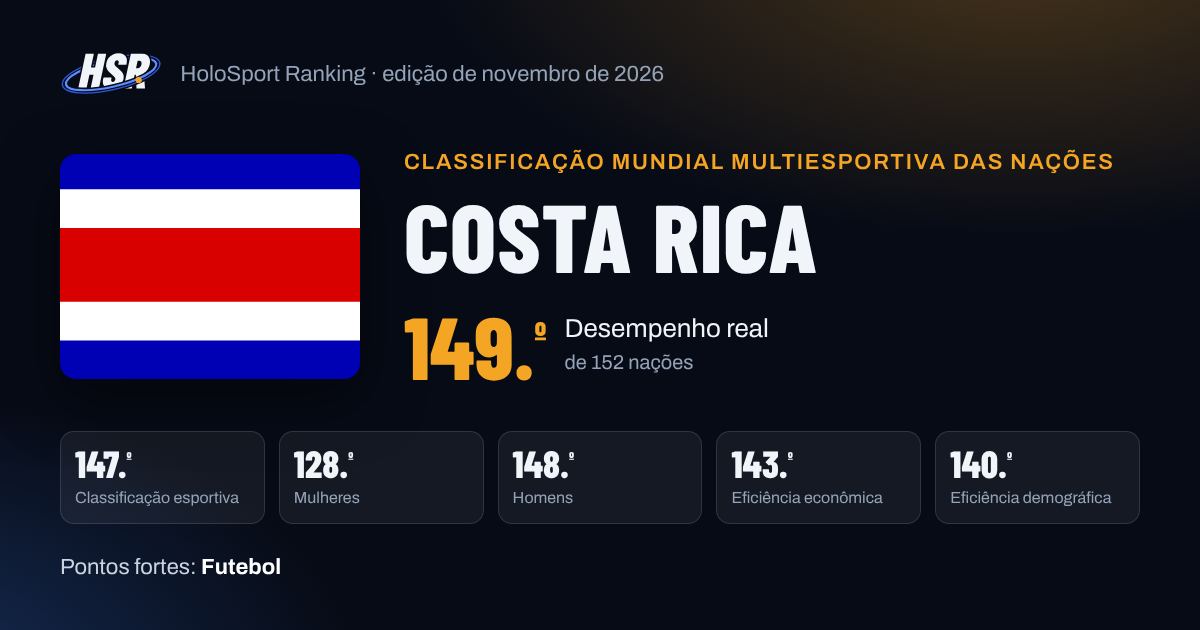 HSR
HoloSport Ranking · edição de novembro de 2026
CLASSIFICAÇÃO MUNDIAL MULTIESPORTIVA DAS NAÇÕES
COSTA RICA
149.º
Desempenho real
de 152 nações
147.º
Classificação esportiva
128.º
Mulheres
148.º
Homens
143.º
Eficiência econômica
140.º
Eficiência demográfica
Pontos fortes: Futebol